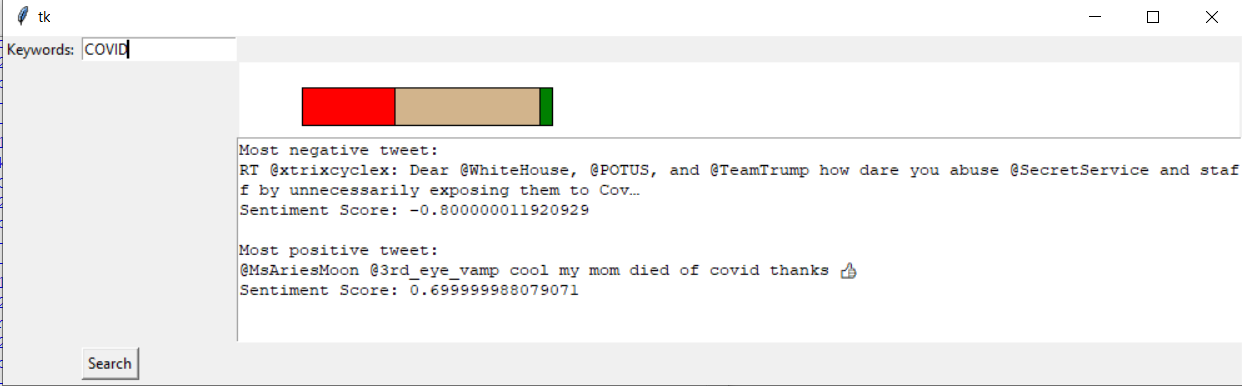 tk
Keywords: COVID
Most negative tweet:
RT @xtrixcyclex: Dear @WhiteHouse, @POTUS, and @TeamTrump how dare you abuse @SecretService and staf
f by unnecessarily exposing them to Cov…
Sentiment Score: -0.800000011920929
Most positive tweet:
@MsAriesMoon @3rd_eye_vamp cool my mom died of covid thanks 👍
Sentiment Score: 0.699999988079071
Search